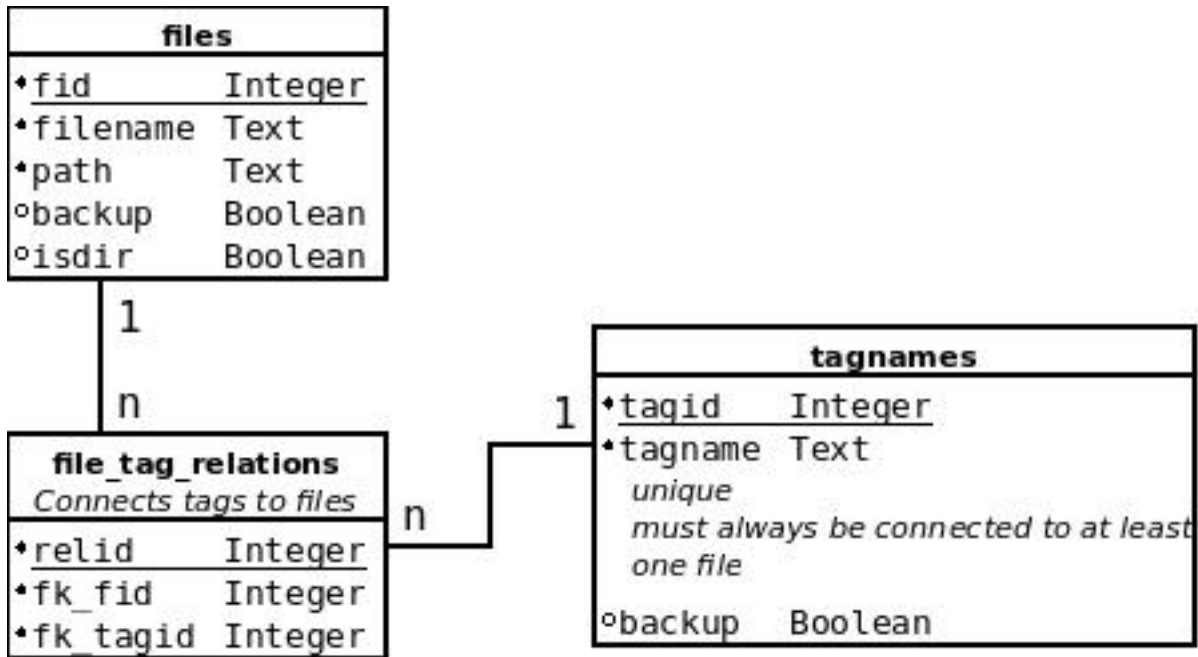 files
fid Integer
filename Text
path Text
backup Boolean
isdir Boolean
1
n
file_tag_relations
Connects tags to files
relid Integer
fk_fid Integer
fk_tagid Integer
n
1
tagnames
tagid Integer
tagname Text
unique
must always be connected to at least
one file
backup Boolean